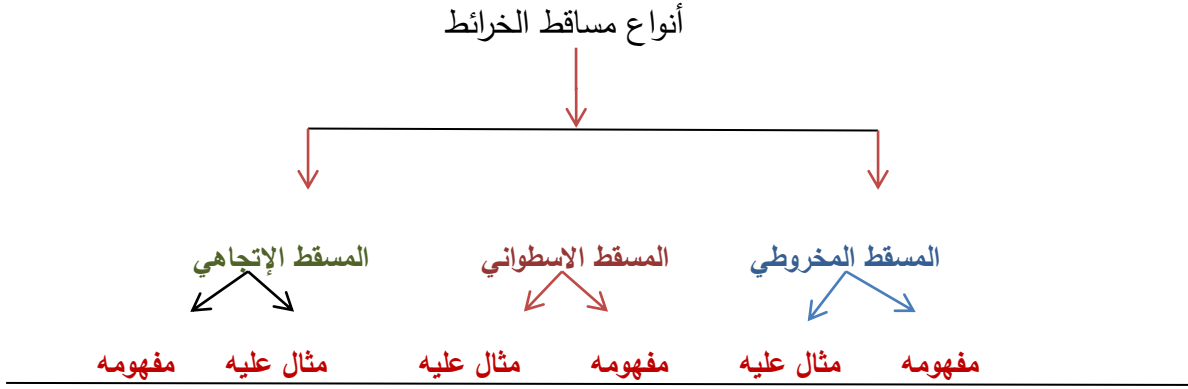 أنواع مساقط الخرائط
المسقط المخروطي المسقط الاسطواني المسقط الإتجاهي
مفهومه مثال عليه مفهومه مثال عليه مثال عليه مفهومه